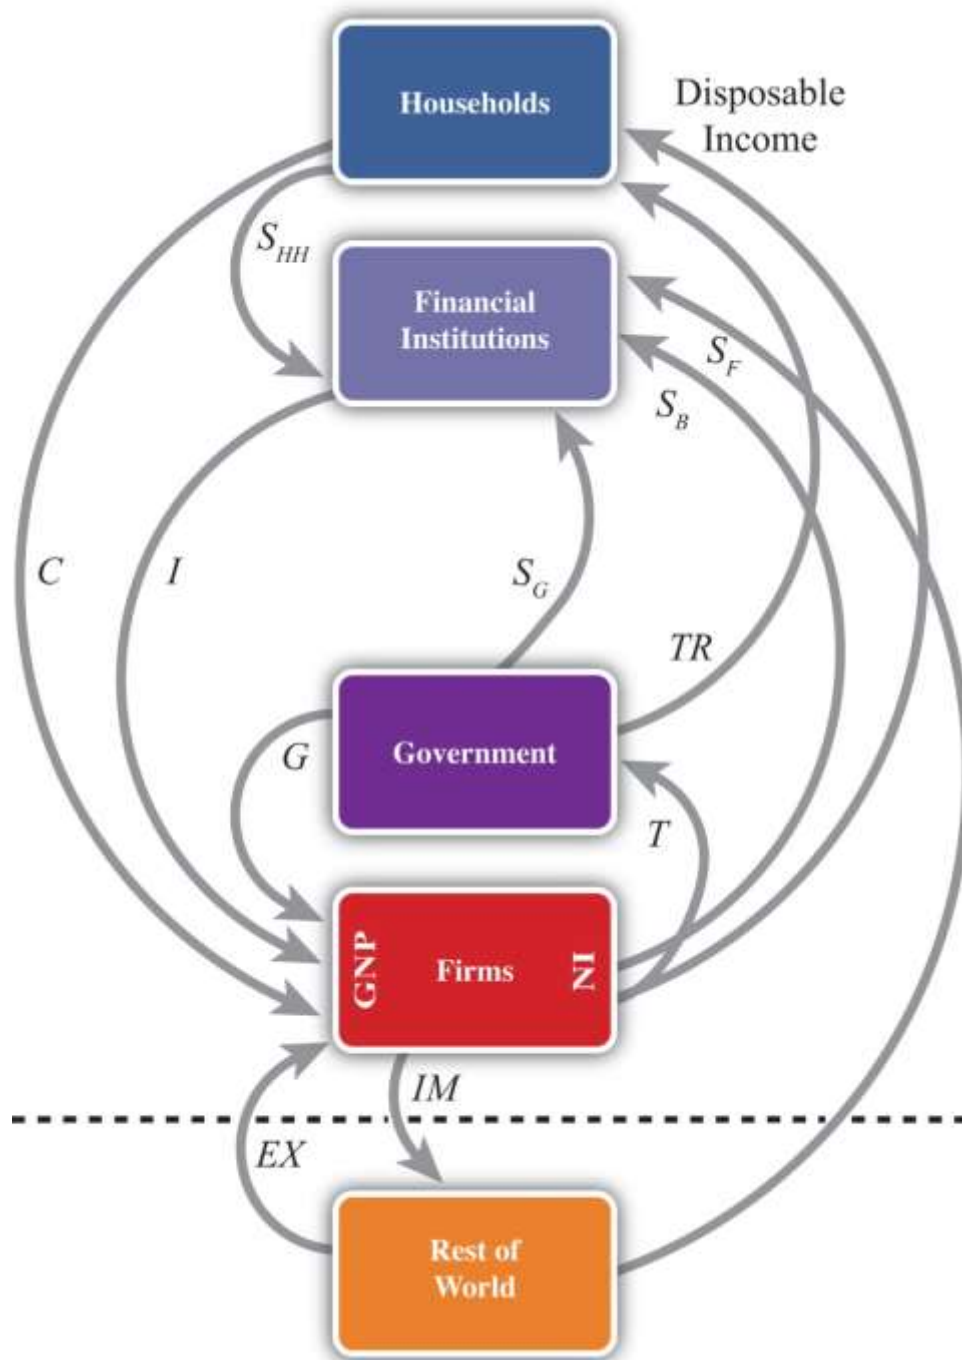 Households
Disposable
Income
S_HH
Financial
Institutions
S_F
S_B
C
I
S_G
TR
Government
G
T
GNP
Firms
NI
IM
EX
Rest of
World